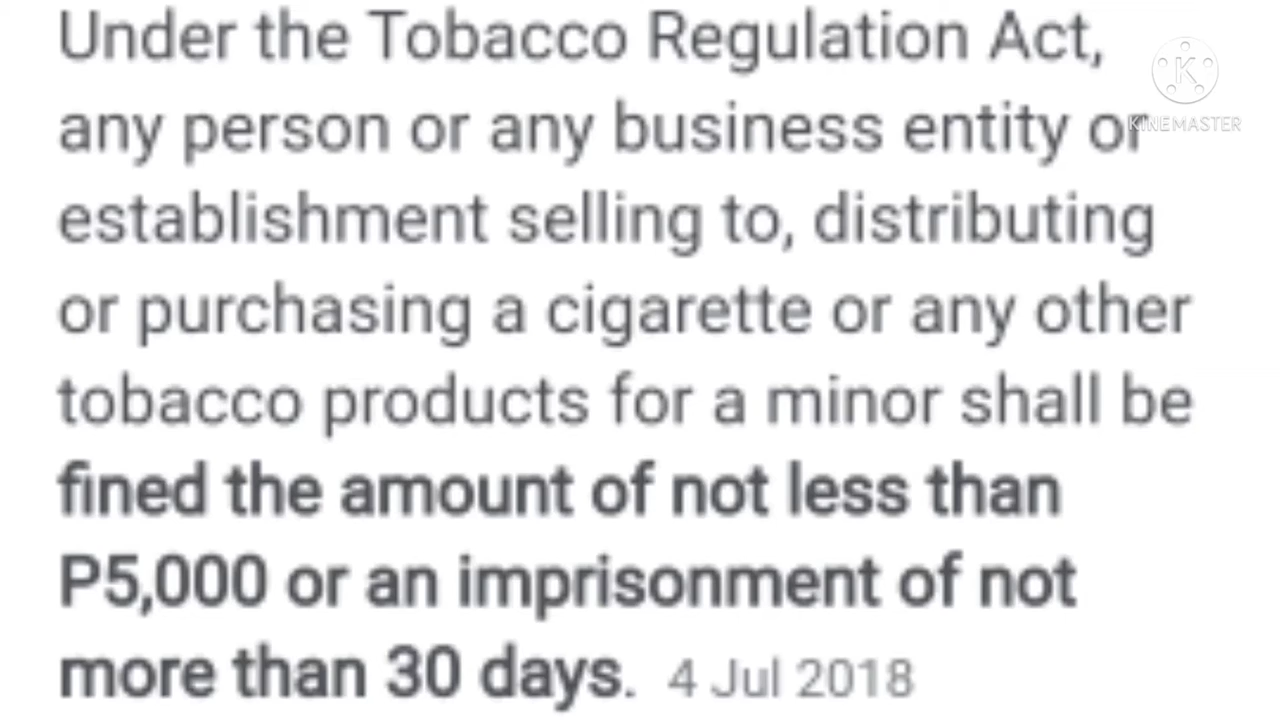 Under the Tobacco Regulation Act,
any person or any business entity or
establishment selling to, distributing
or purchasing a cigarette or any other
tobacco products for a minor shall be
fined the amount of not less than
P5,000 or an imprisonment of not
more than 30 days. 4 Jul 2018
K
KINEMASTER